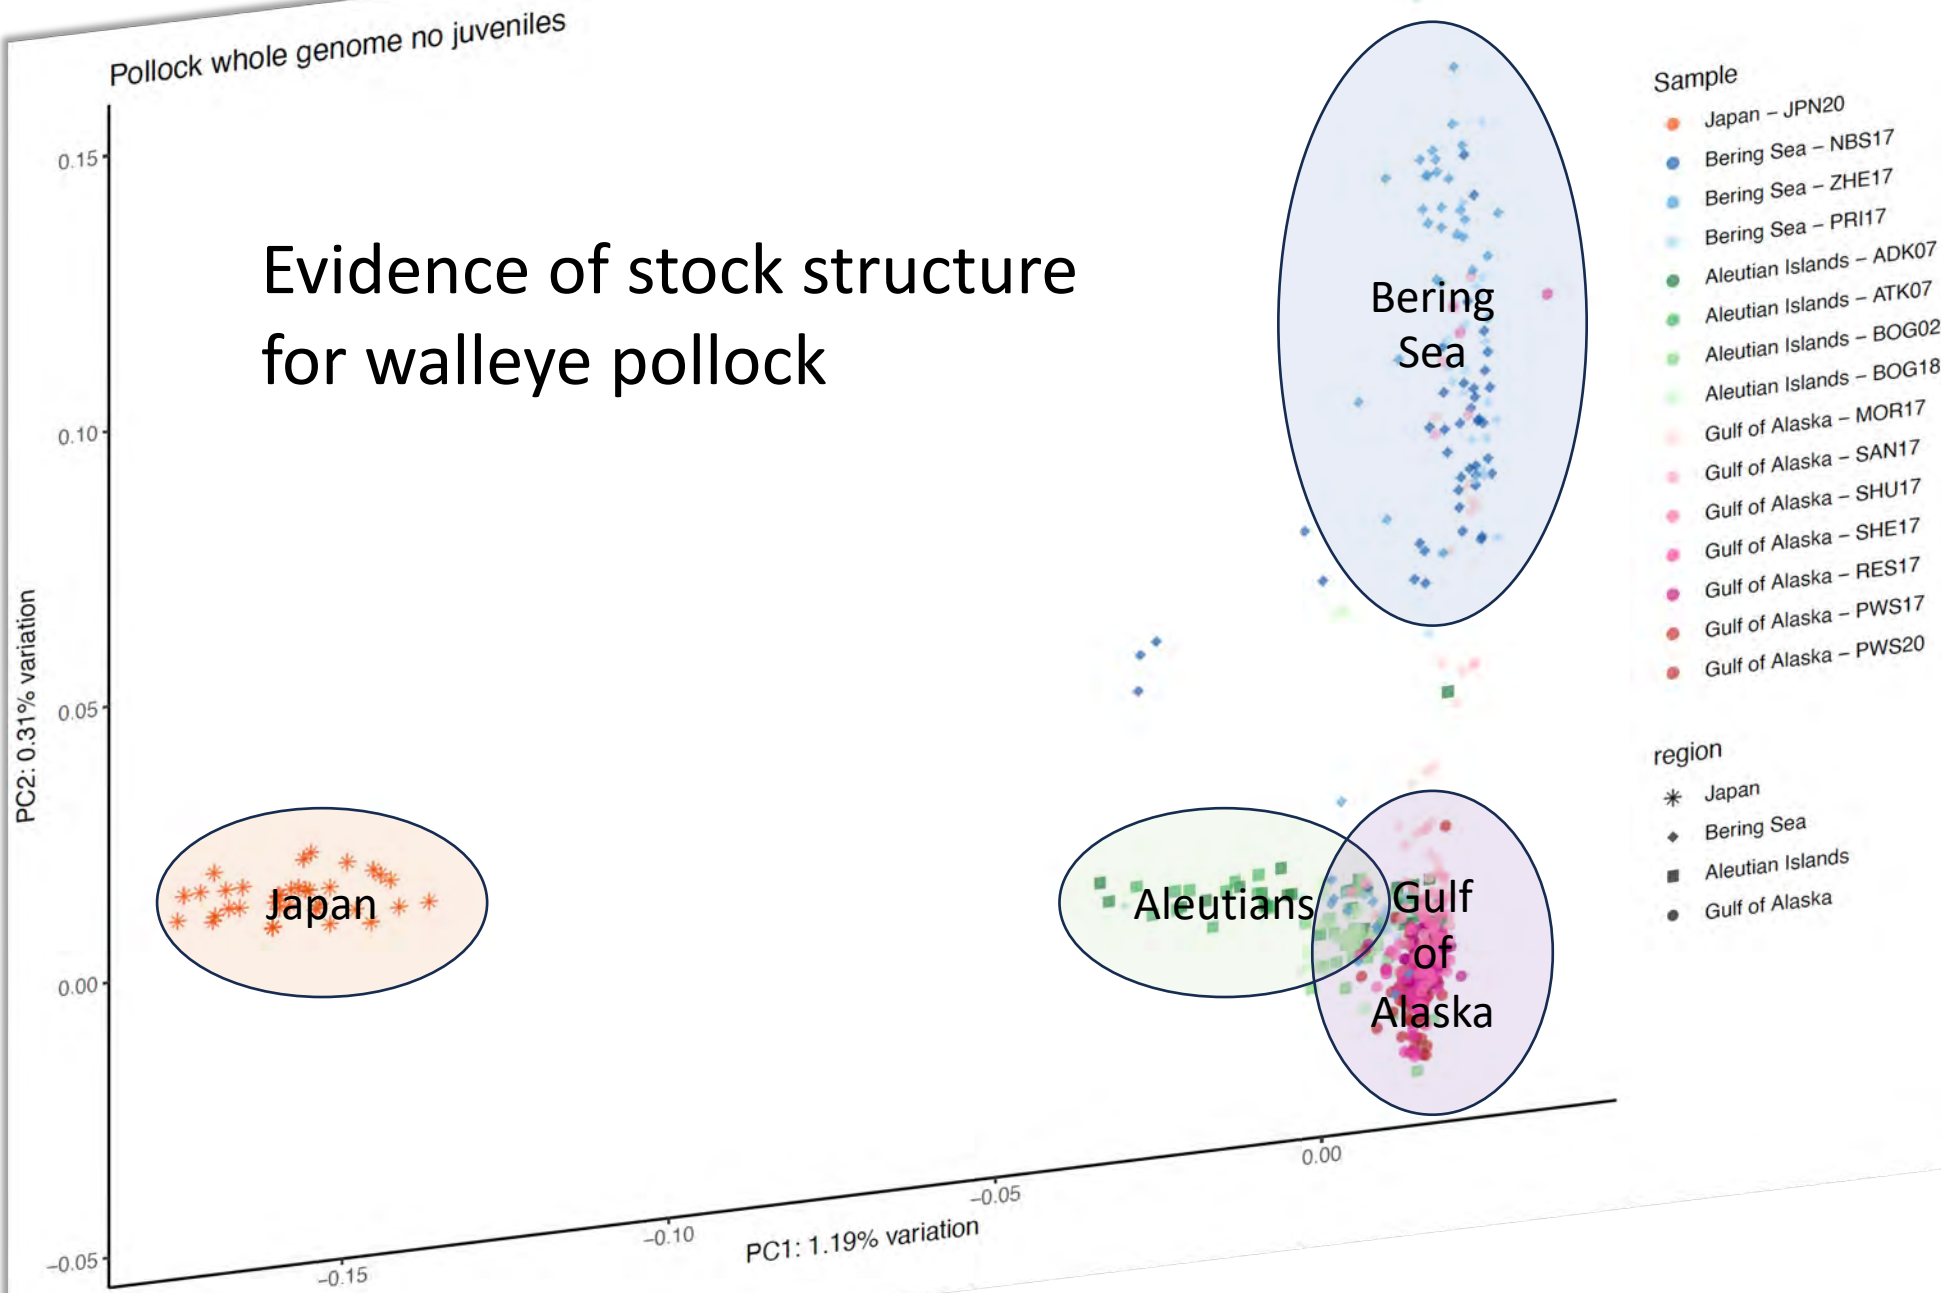 Pollock whole genome no juveniles
Evidence of stock structure
for walleye pollock
PC2: 0.31% variation
0.15
0.10
0.05
0.00
−0.05
−0.15
−0.10
−0.05
0.00
PC1: 1.19% variation
Bering
Sea
Japan
Aleutians
Gulf
of
Alaska
Sample
Japan − JPN20
Bering Sea − NBS17
Bering Sea − ZHE17
Bering Sea − PRI17
Aleutian Islands − ADK07
Aleutian Islands − ATK07
Aleutian Islands − BOG02
Aleutian Islands − BOG18
Gulf of Alaska − MOR17
Gulf of Alaska − SAN17
Gulf of Alaska − SHU17
Gulf of Alaska − SHE17
Gulf of Alaska − RES17
Gulf of Alaska − PWS17
Gulf of Alaska − PWS20
region
Japan
Bering Sea
Aleutian Islands
Gulf of Alaska